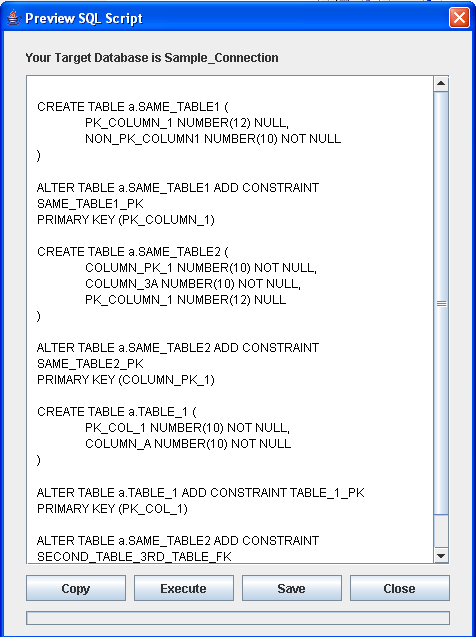 Preview SQL Script
Your Target Database is Sample_Connection
CREATE TABLE a.SAME_TABLE1 (
PK_COLUMN_1 NUMBER(12) NULL,
NON_PK_COLUMN1 NUMBER(10) NOT NULL
)
ALTER TABLE a.SAME_TABLE1 ADD CONSTRAINT
SAME_TABLE1_PK
PRIMARY KEY (PK_COLUMN_1)
CREATE TABLE a.SAME_TABLE2 (
COLUMN_PK_1 NUMBER(10) NOT NULL,
COLUMN_3A NUMBER(10) NOT NULL,
PK_COLUMN_1 NUMBER(12) NULL
)
ALTER TABLE a.SAME_TABLE2 ADD CONSTRAINT
SAME_TABLE2_PK
PRIMARY KEY (COLUMN_PK_1)
CREATE TABLE a.TABLE_1 (
PK_COL_1 NUMBER(10) NOT NULL,
COLUMN_A NUMBER(10) NOT NULL
)
ALTER TABLE a.TABLE_1 ADD CONSTRAINT TABLE_1_PK
PRIMARY KEY (PK_COL_1)
ALTER TABLE a.SAME_TABLE2 ADD CONSTRAINT
SECOND_TABLE_3RD_TABLE_FK
Copy Execute Save Close